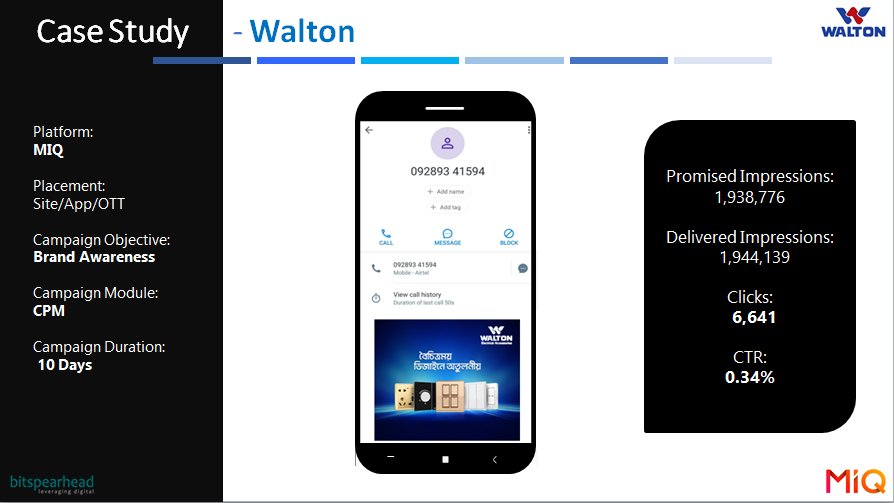 Case Study - Walton
WALTON
Platform:
MIQ
Placement:
Site/App/OTT
Campaign Objective:
Brand Awareness
Campaign Module:
CPM
Campaign Duration:
10 Days
bitspearhead
leveraging digital
092893 41594
+ Add name
+ Add tag
CALL MESSAGE BLOCK
092893 41594
Mobile - Airtel
View call history
Duration of last call 50s
WALTON
Electrical Accessories
বৈচিত্রময়
ডিজাইনে অতুলনীয়
Promised Impressions:
1,938,776
Delivered Impressions:
1,944,139
Clicks:
6,641
CTR:
0.34%
MiQ